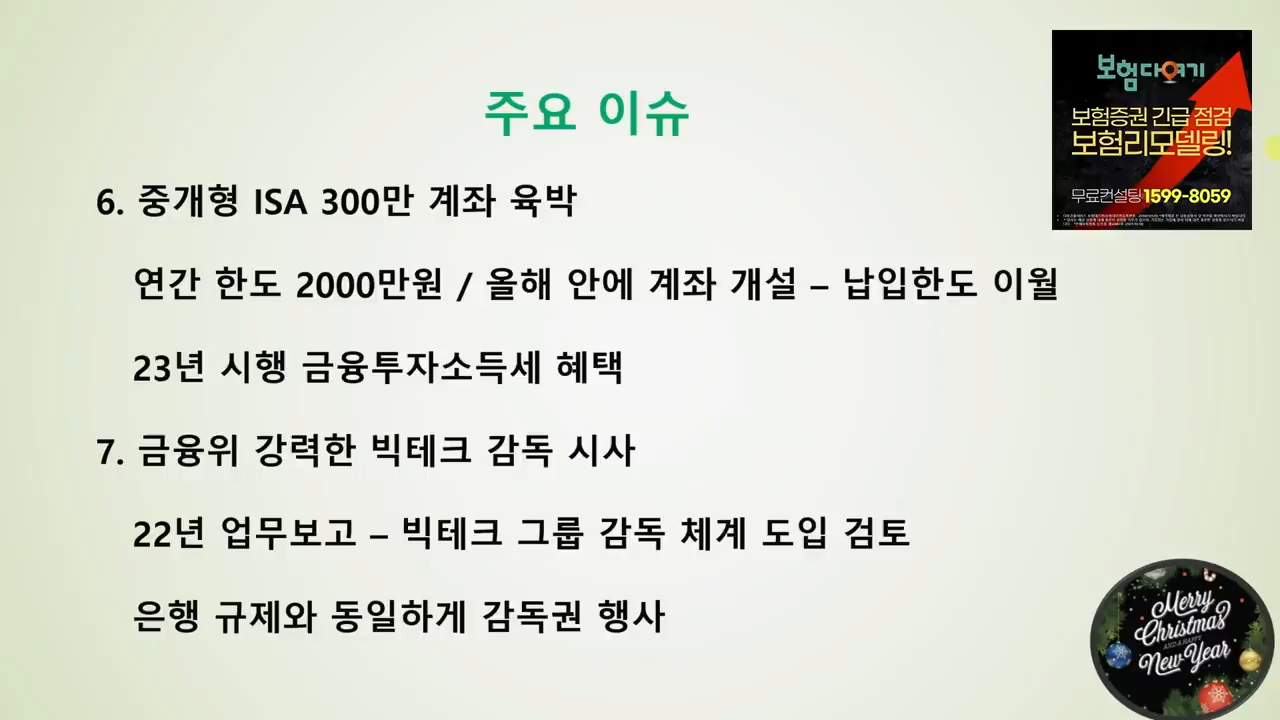 주요 이슈
보험다여기
보험증권 긴급 점검
보험리모델링!
무료컨설팅 1599-8059
6. 중개형 ISA 300만 계좌 육박
연간 한도 2000만원 / 올해 안에 계좌 개설 – 납입한도 이월
23년 시행 금융투자소득세 혜택
7. 금융위 강력한 빅테크 감독 시사
22년 업무보고 – 빅테크 그룹 감독 체계 도입 검토
은행 규제와 동일하게 감독권 행사
Merry
Christmas
AND A HAPPY
New Year